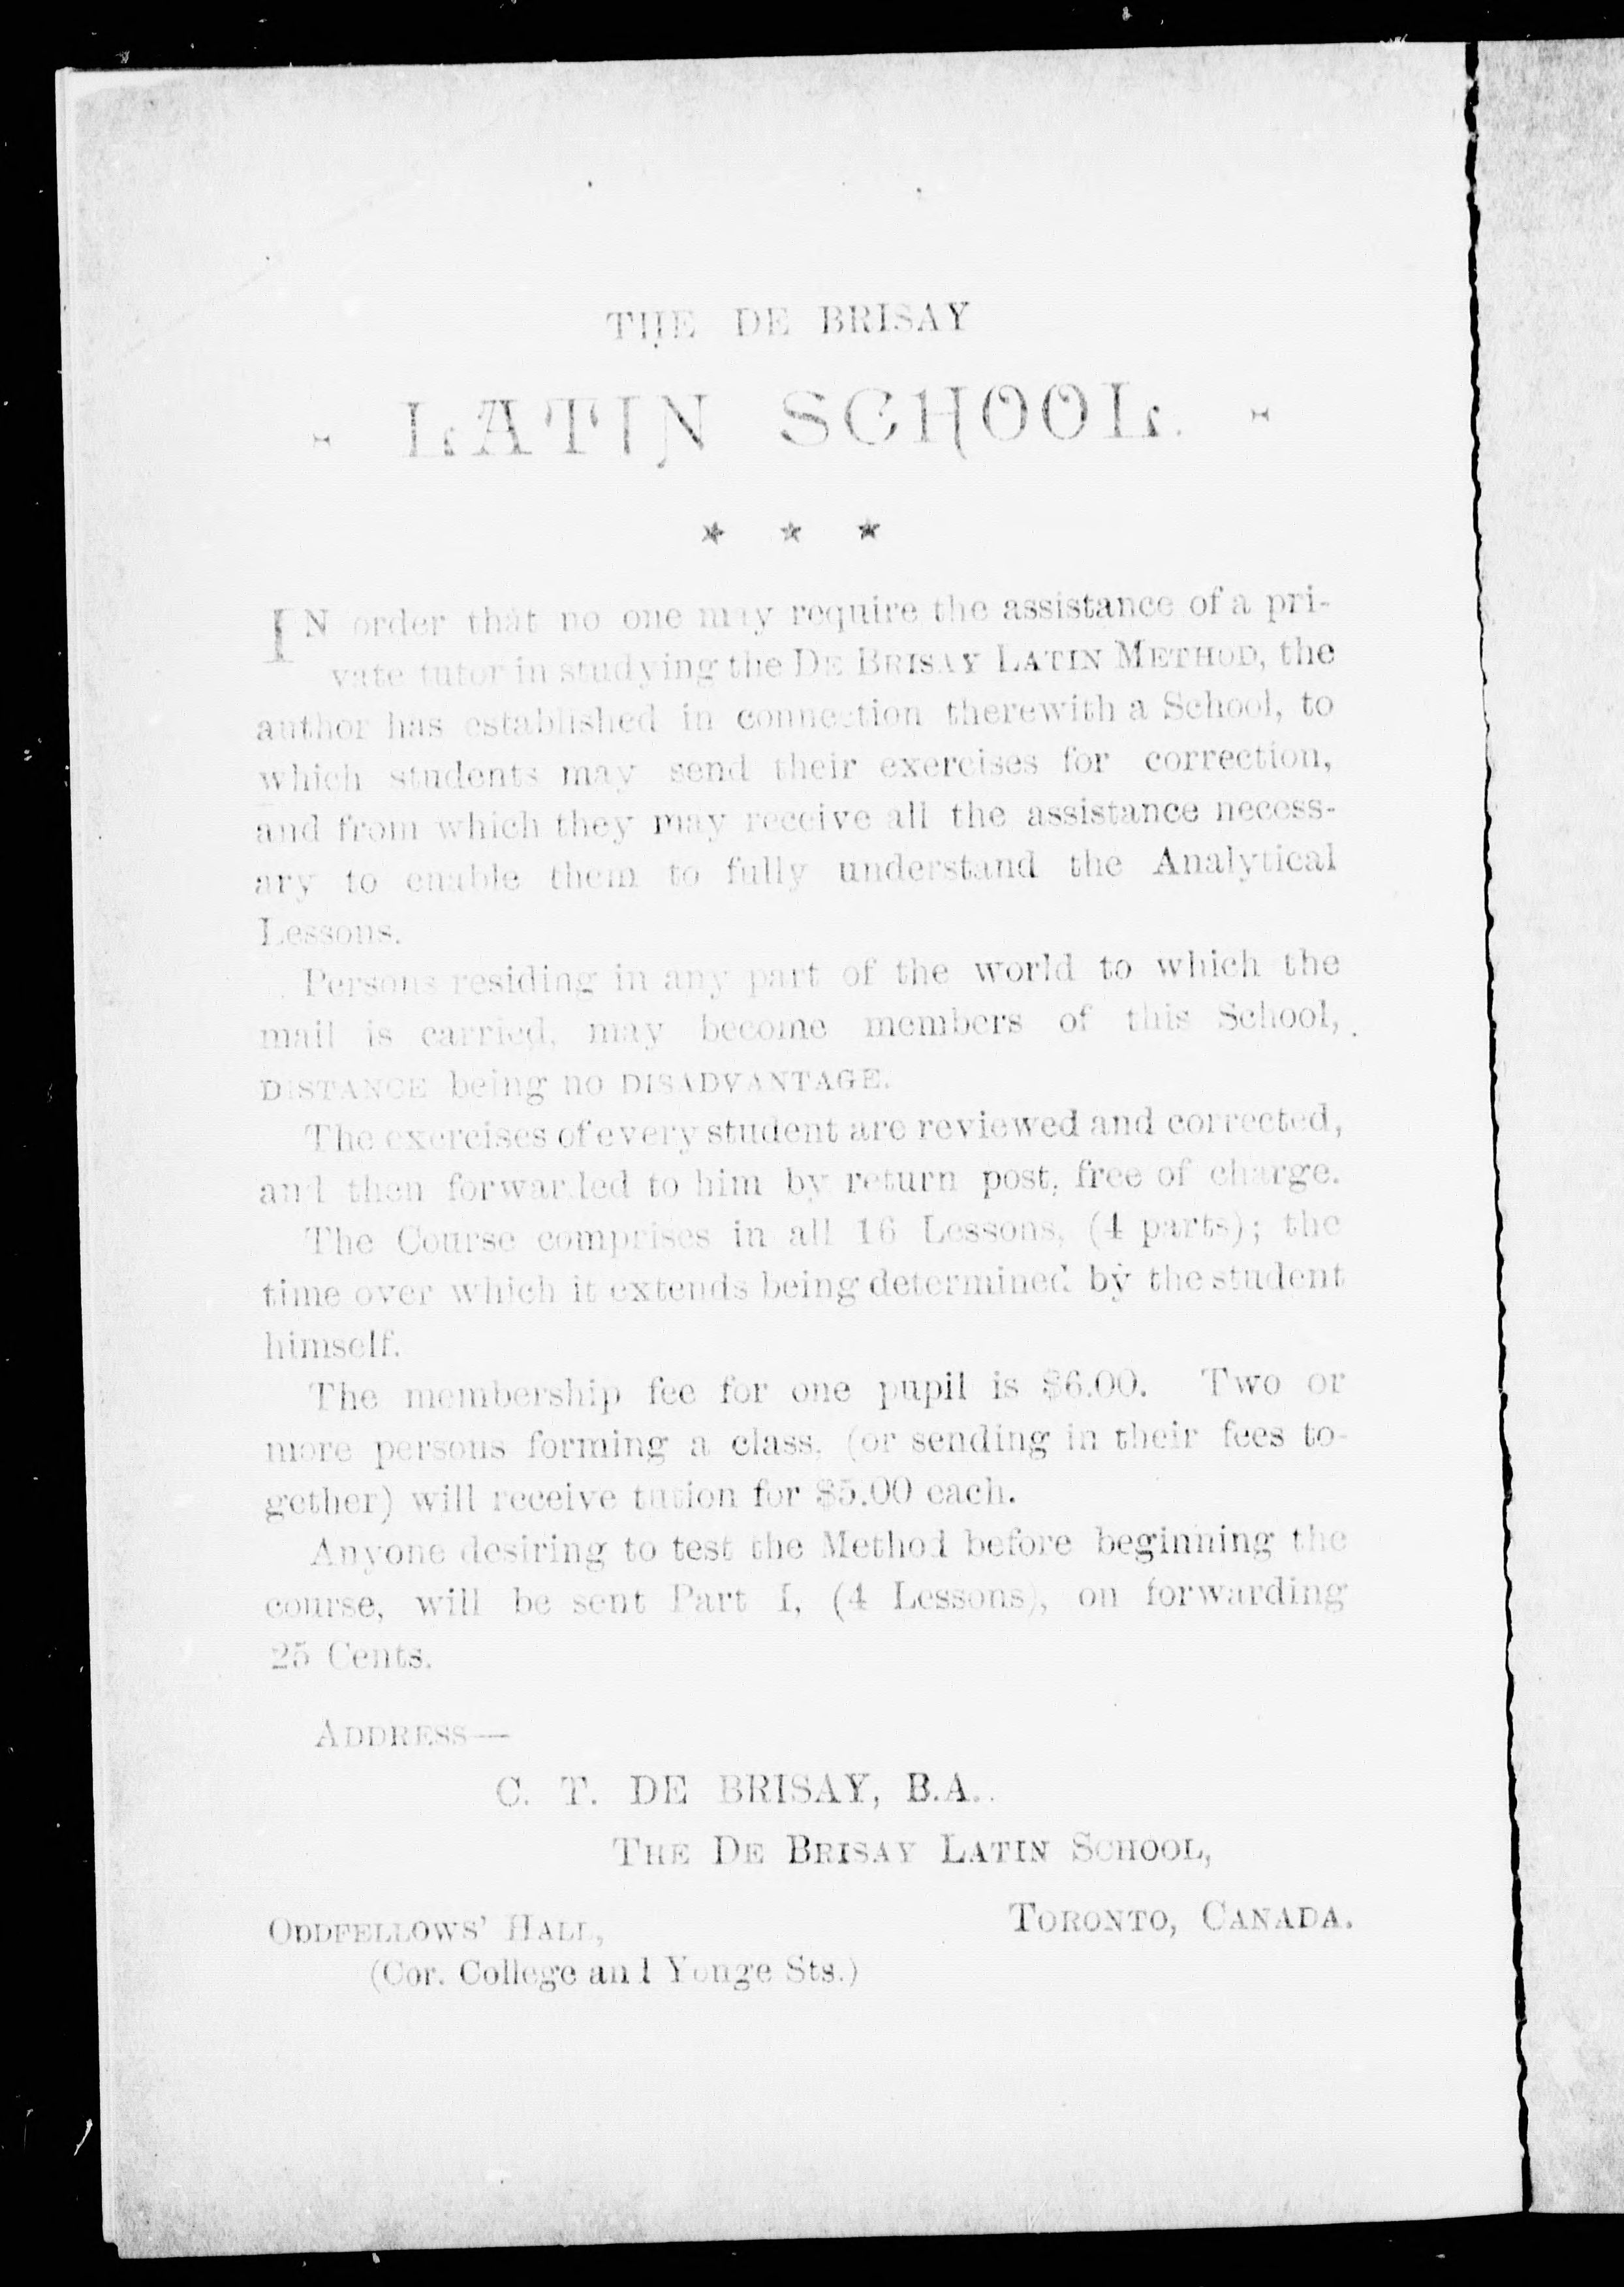 THE DE BRISAY
- LATIN SCHOOL. -
* * *
IN order that no one may require the assistance of a pri-
vate tutor in studying the DE BRISAY LATIN METHOD, the
author has established in connection therewith a School, to
which students may send their exercises for correction,
and from which they may receive all the assistance necess-
ary to enable them to fully understand the Analytical
Lessons.
Persons residing in any part of the world to which the
mail is carried, may become members of this School,
DISTANCE being no DISADVANTAGE.
The exercises of every student are reviewed and corrected,
and then forwarded to him by return post, free of charge.
The Course comprises in all 16 Lessons, (4 parts); the
time over which it extends being determined by the student
himself.
The membership fee for one pupil is $6.00. Two or
more persons forming a class, (or sending in their fees to-
gether) will receive tution for $5.00 each.
Anyone desiring to test the Method before beginning the
course, will be sent Part I, (4 Lessons), on forwarding
25 Cents.
ADDRESS—
C. T. DE BRISAY, B.A.
THE DE BRISAY LATIN SCHOOL,
TORONTO, CANADA.
ODDFELLOWS' HALL,
(Cor. College and Yonge Sts.)